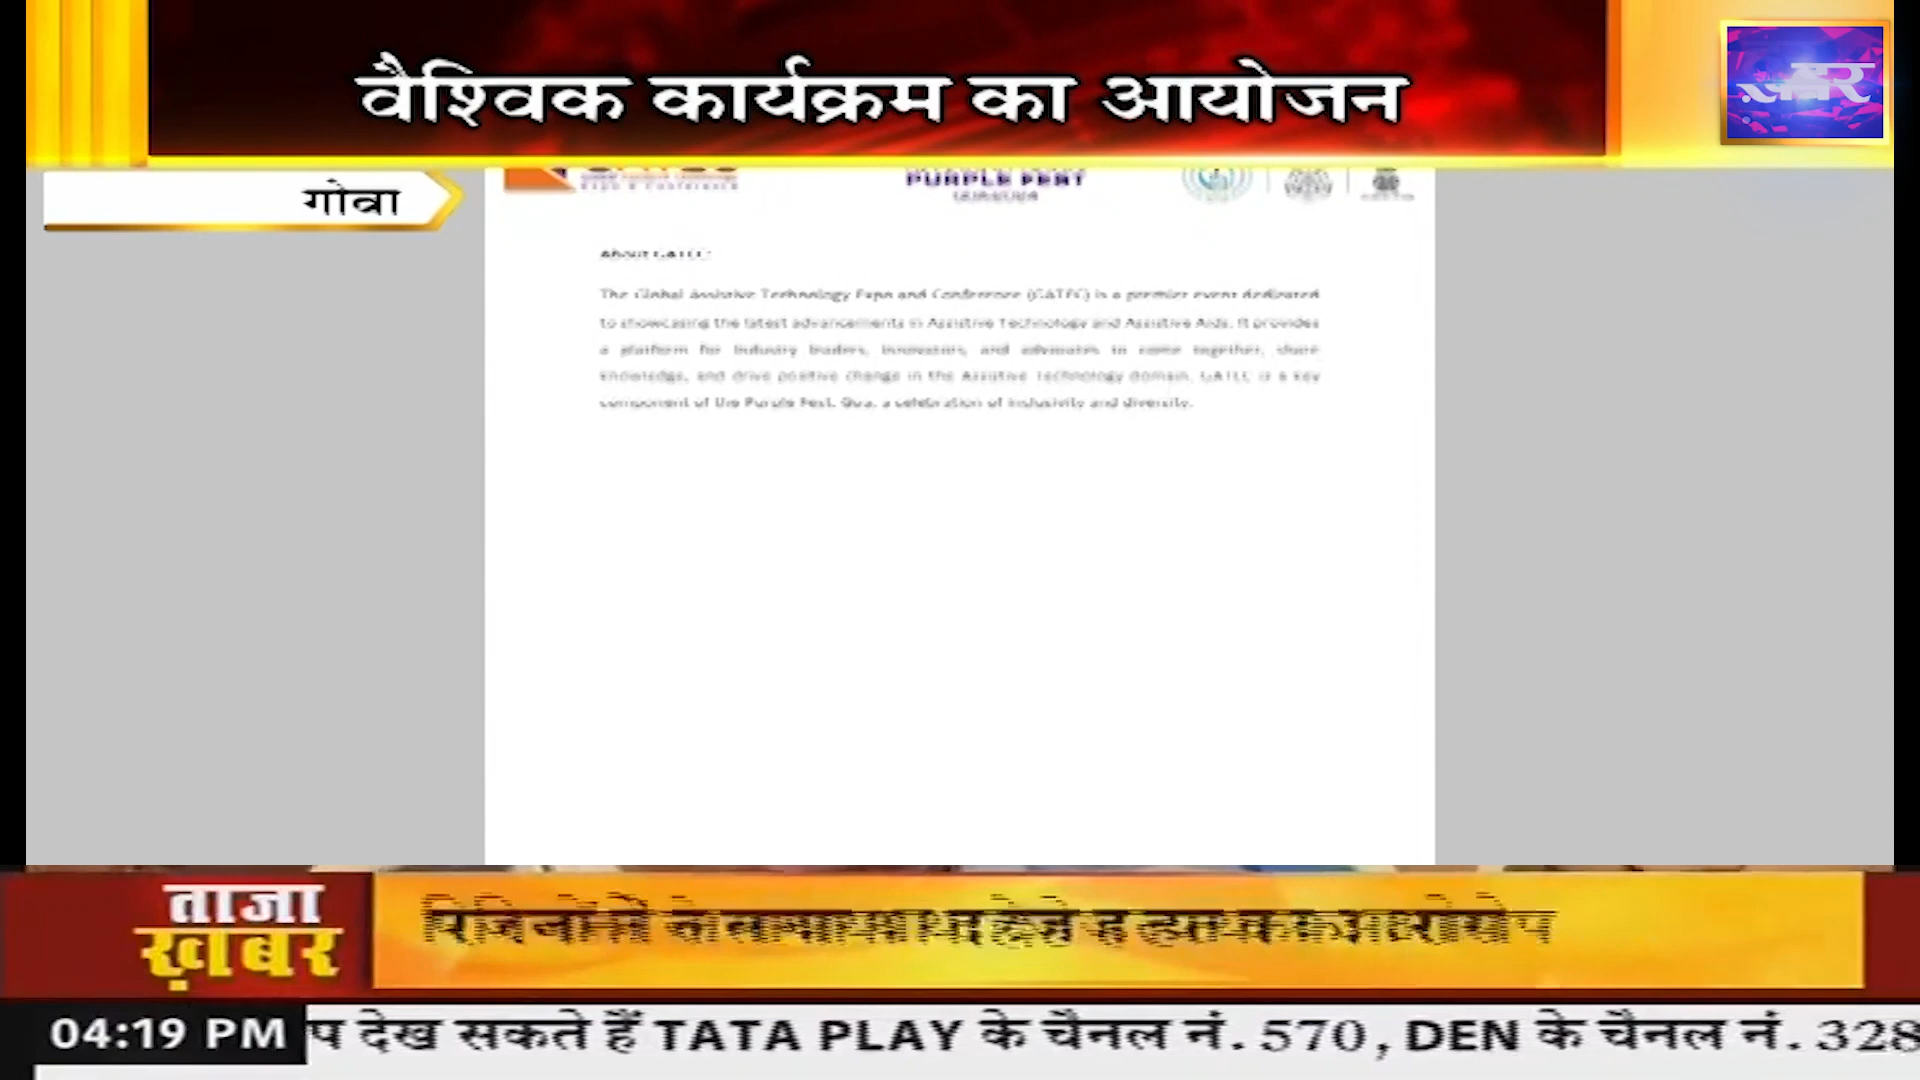 वैश्विक कार्यक्रम का आयोजन
ख़बर
PURPLE FEST
About GATEC:
The Global Assistive Technology Expo and Conference (GATEC) is a premier event dedicated
to showcasing the latest advancements in Assistive Technology and Assistive Aids. It provides
a platform for industry leaders, innovators, and advocates to come together, share
knowledge, and drive positive change in the Assistive Technology domain. GATEC is a key
component of the Purple Fest, Goa, a celebration of inclusivity and diversity.
ताजा
ख़बर
04:19 PM
प देख सकते हैं TATA PLAY के चैनल नं. 570, DEN के चैनल नं. 328